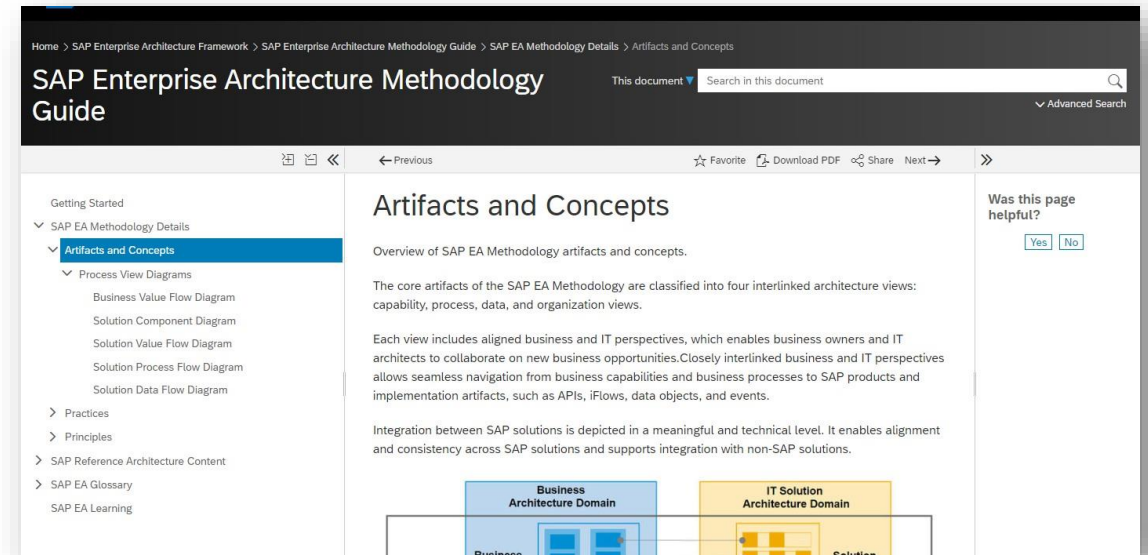 Home > SAP Enterprise Architecture Framework > SAP Enterprise Architecture Methodology Guide > SAP EA Methodology Details > Artifacts and Concepts
SAP Enterprise Architecture Methodology
Guide
This document
Search in this document
Advanced Search
Previous
Favorite
Download PDF
Share
Next
Getting Started
SAP EA Methodology Details
Artifacts and Concepts
Process View Diagrams
Business Value Flow Diagram
Solution Component Diagram
Solution Value Flow Diagram
Solution Process Flow Diagram
Solution Data Flow Diagram
Practices
Principles
SAP Reference Architecture Content
SAP EA Glossary
SAP EA Learning
Artifacts and Concepts
Overview of SAP EA Methodology artifacts and concepts.
The core artifacts of the SAP EA Methodology are classified into four interlinked architecture views:
capability, process, data, and organization views.
Each view includes aligned business and IT perspectives, which enables business owners and IT
architects to collaborate on new business opportunities.Closely interlinked business and IT perspectives
allows seamless navigation from business capabilities and business processes to SAP products and
implementation artifacts, such as APIs, iFlows, data objects, and events.
Integration between SAP solutions is depicted in a meaningful and technical level. It enables alignment
and consistency across SAP solutions and supports integration with non-SAP solutions.
Business
Architecture Domain
IT Solution
Architecture Domain
Business
Solution
Was this page
helpful?
Yes
No